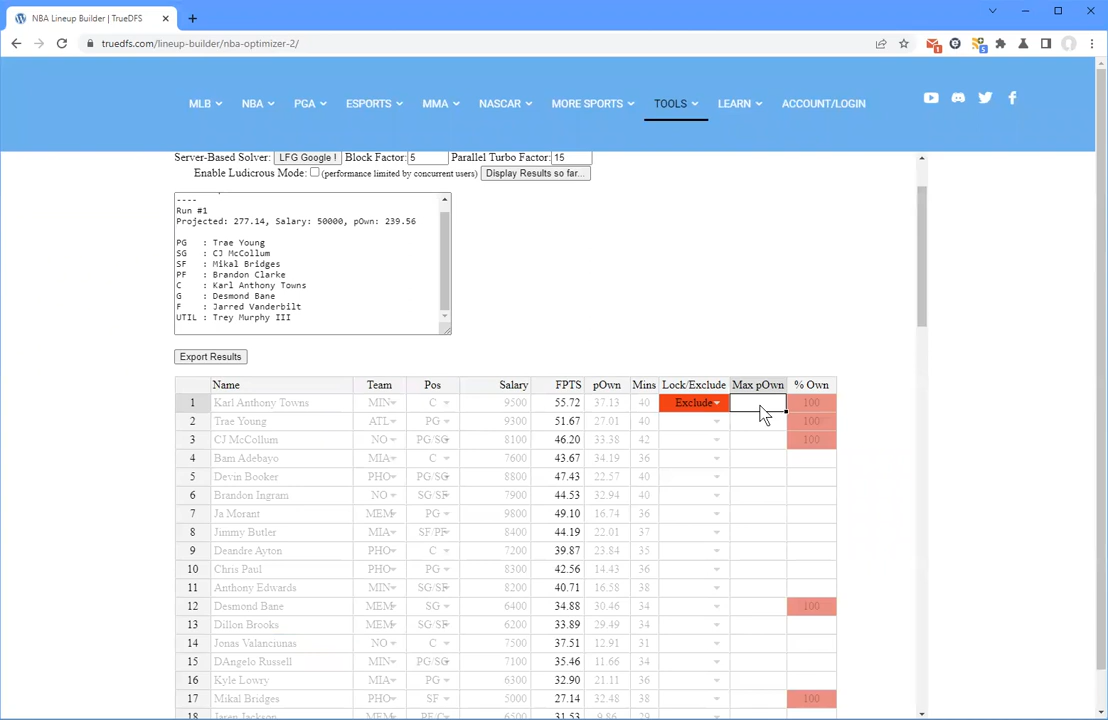 NBA Lineup Builder | TrueDFS
truedfs.com/lineup-builder/nba-optimizer-2/
MLB NBA PGA ESPORTS MMA NASCAR MORE SPORTS TOOLS LEARN ACCOUNT/LOGIN
Server-Based Solver: LFG Google ! Block Factor: 5 Parallel Turbo Factor: 15
Enable Ludicrous Mode: (performance limited by concurrent users) Display Results so far...
----
Run #1
Projected: 277.14, Salary: 50000, pOwn: 239.56
PG : Trae Young
SG : CJ McCollum
SF : Mikal Bridges
PF : Brandon Clarke
C : Karl Anthony Towns
G : Desmond Bane
F : Jarred Vanderbilt
UTIL : Trey Murphy III
Export Results
Name Team Pos Salary FPTS pOwn Mins Lock/Exclude Max pOwn % Own
1 Karl Anthony Towns MIN C 9500 55.72 37.13 40 Exclude 100
2 Trae Young ATL PG 9300 51.67 27.01 40 100
3 CJ McCollum NO PG/SG 8100 46.20 33.38 42 100
4 Bam Adebayo MIA C 7600 43.67 34.19 36
5 Devin Booker PHO PG/SG 8800 47.43 22.57 40
6 Brandon Ingram NO SG/SF 7900 44.53 32.94 40
7 Ja Morant MEM PG 9800 49.10 16.74 36
8 Jimmy Butler MIA SF/PF 8400 44.19 22.01 37
9 Deandre Ayton PHO C 7200 39.87 23.84 35
10 Chris Paul PHO PG 8300 42.56 14.43 36
11 Anthony Edwards MIN SG/SF 8200 40.71 16.58 38
12 Desmond Bane MEM SG 6400 34.88 30.46 34 100
13 Dillon Brooks MEM SG/SF 6200 33.89 29.49 34
14 Jonas Valanciunas NO C 7500 37.51 12.91 31
15 DAngelo Russell MIN PG/SG 7100 35.46 11.66 34
16 Kyle Lowry MIA PG 6300 32.90 21.11 36
17 Mikal Bridges PHO SF 5000 27.14 32.48 38 100
18 Jaren Jackson MEM PF/C 6500 31.53 9.86 29